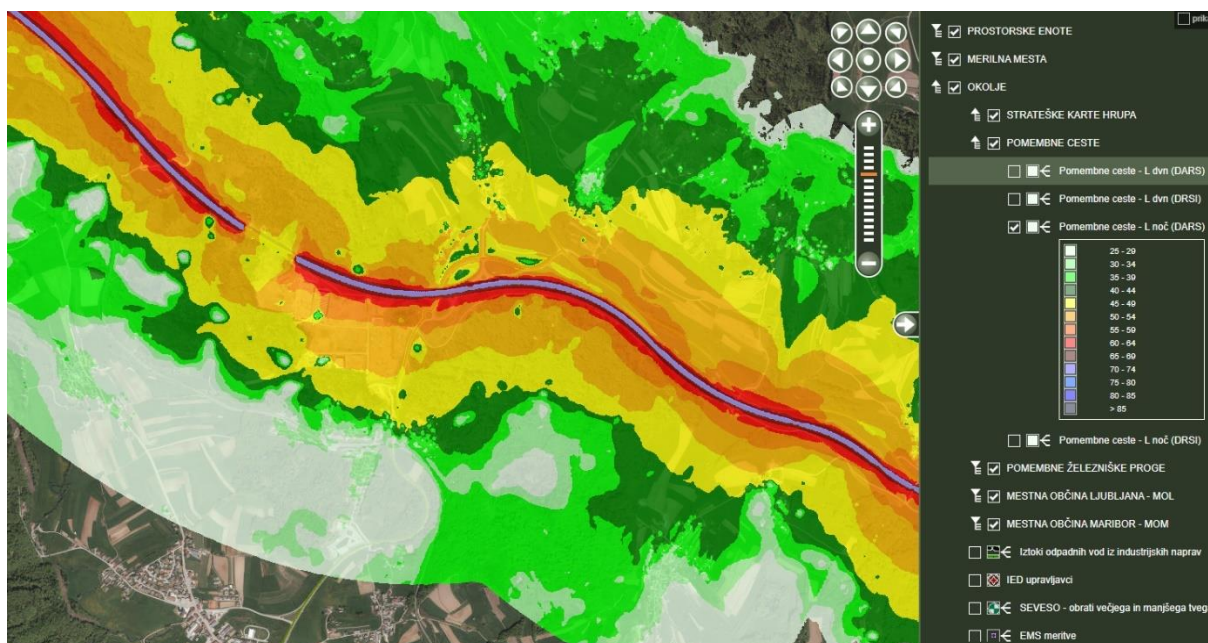 prika
PROSTORSKE ENOTE
MERILNA MESTA
OKOLJE
STRATEŠKE KARTE HRUPA
POMEMBNE CESTE
Pomembne ceste - L dvn (DARS)
Pomembne ceste - L dvn (DRSI)
Pomembne ceste - L noč (DARS)
25 - 29
30 - 34
35 - 39
40 - 44
45 - 49
50 - 54
55 - 59
60 - 64
65 - 69
70 - 74
75 - 80
80 - 85
> 85
Pomembne ceste - L noč (DRSI)
POMEMBNE ŽELEZNIŠKE PROGE
MESTNA OBČINA LJUBLJANA - MOL
MESTNA OBČINA MARIBOR - MOM
Iztoki odpadnih vod iz industrijskih naprav
IED upravljavci
SEVESO - obrati večjega in manjšega tveg
EMS meritve